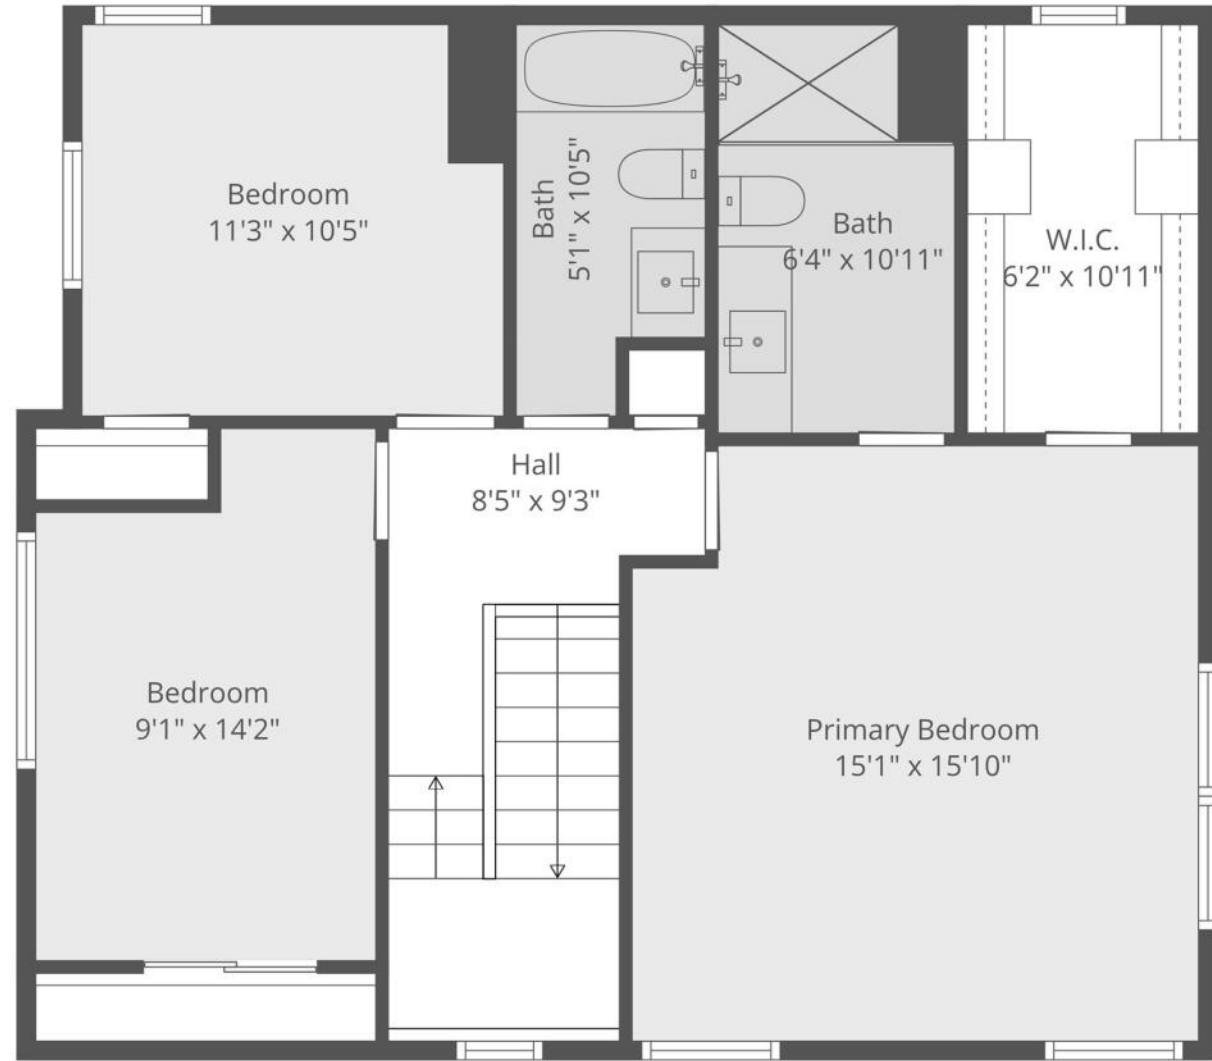 Bedroom
11'3" x 10'5"
Bath
5'1" x 10'5"
Bath
6'4" x 10'11"
W.I.C.
6'2" x 10'11"
Hall
8'5" x 9'3"
Bedroom
9'1" x 14'2"
Primary Bedroom
15'1" x 15'10"